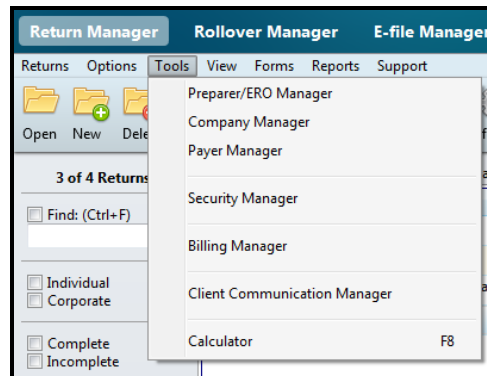 Return Manager Rollover Manager E-file Manager
Returns Options Tools View Forms Reports Support
Open New
Preparer/ERO Manager
Company Manager
Payer Manager
Security Manager
Billing Manager
Client Communication Manager
Calculator F8
3 of 4 Returns
Find: (Ctrl+F)
Individual
Corporate
Complete
Incomplete